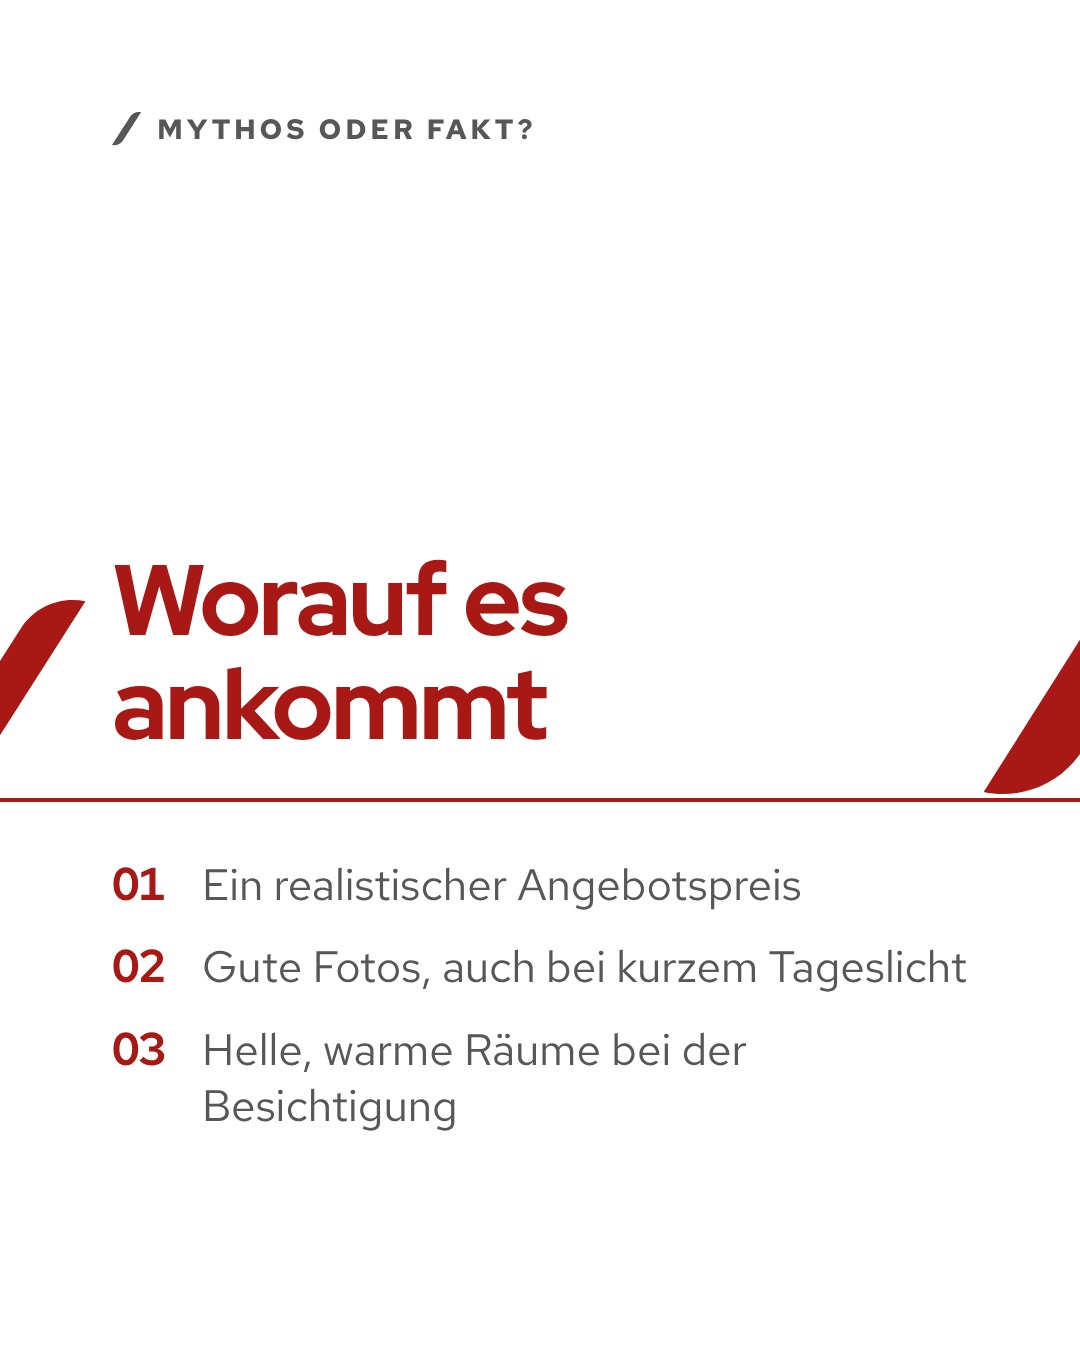 MYTHOS ODER FAKT?
Worauf es
ankommt
01 Ein realistischer Angebotspreis
02 Gute Fotos, auch bei kurzem Tageslicht
03 Helle, warme Räume bei der
Besichtigung